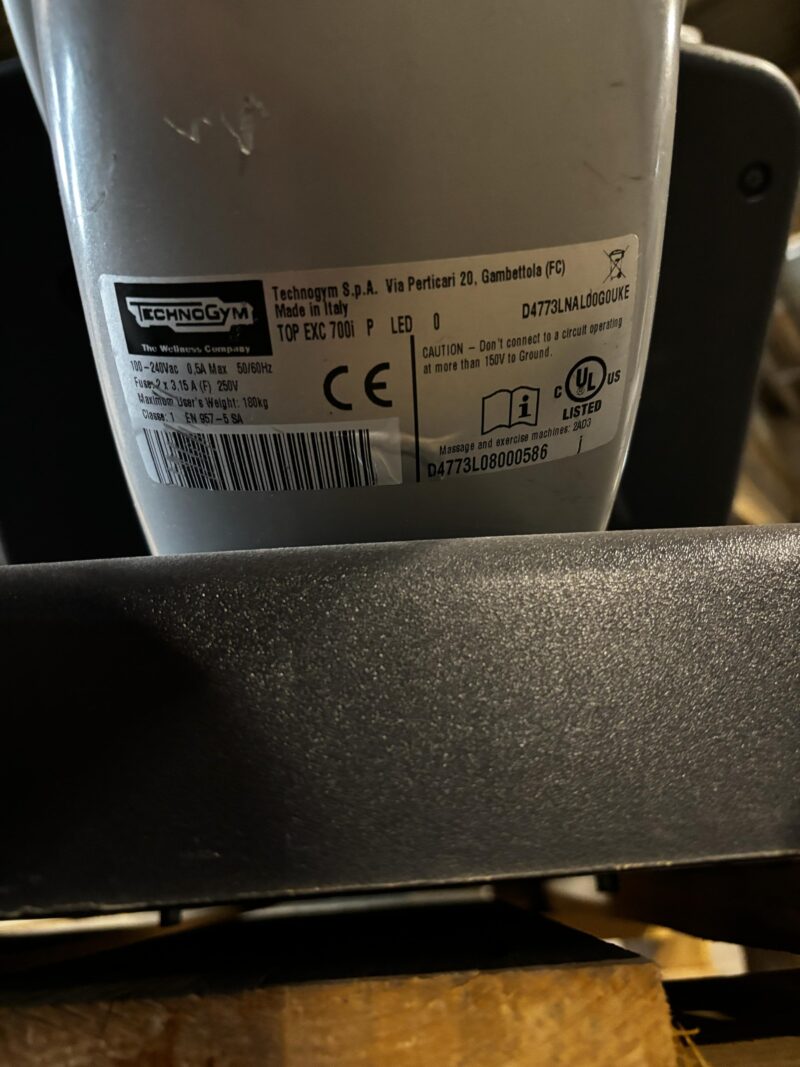 TECHNOGYM
The Wellness Company
Technogym S.p.A. Via Perticari 20, Gambettola (FC)
Made in Italy
TOP EXC 700i P LED 0
D4773LNAL00G0UKE
100-240Vac 0.5A Max 50/60Hz
Fuse: 2 x 3.15 A (F) 250V
Maximum User's Weight: 180kg
Classe: 1 EN 957-5 SA
CE
CAUTION - Don't connect to a circuit operating
at more than 150V to Ground.
i
C UL US
LISTED
Massage and exercise machines: 2AD3
D4773L08000586 j